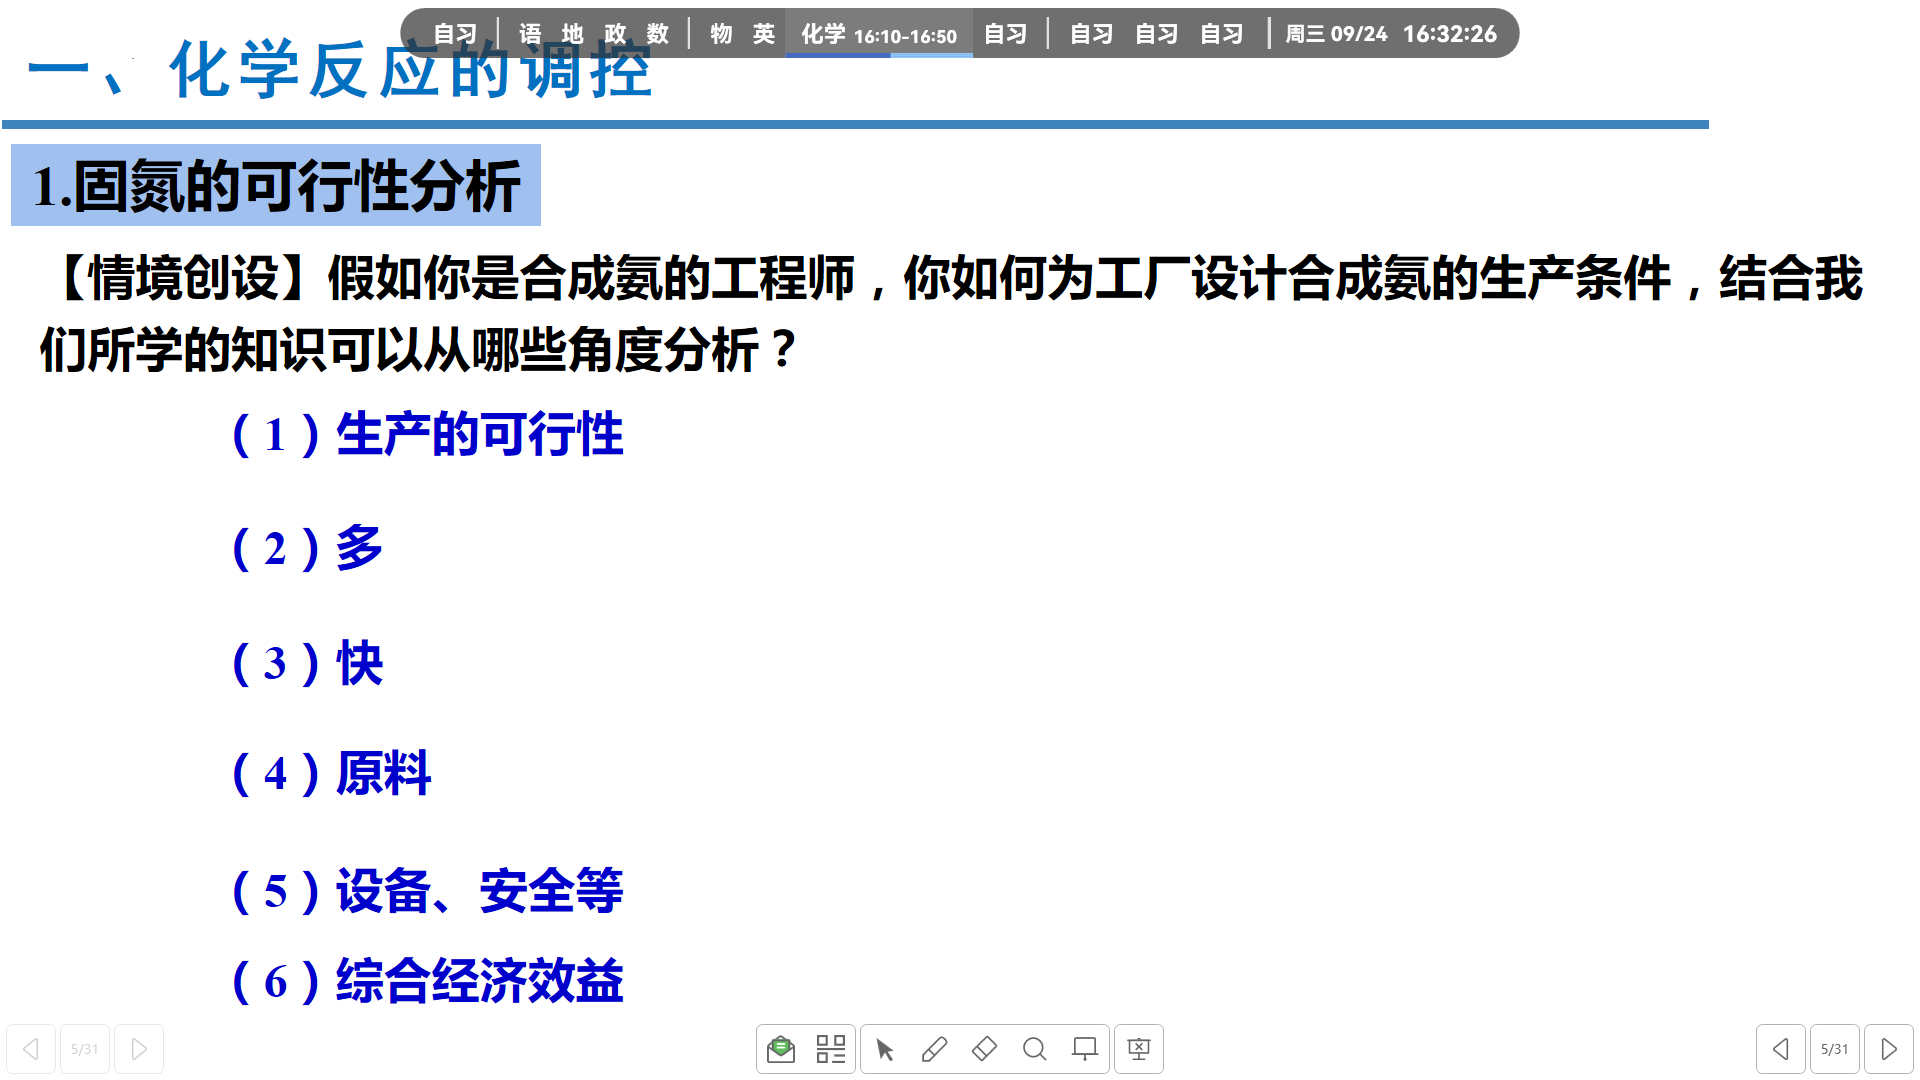 自习 语 地 政 数 物 英 化学 16:10-16:50 自习 自习 自习 自习 周三 09/24 16:32:26
一、化学反应的调控
1.固氮的可行性分析
【情境创设】假如你是合成氨的工程师，你如何为工厂设计合成氨的生产条件，结合我
们所学的知识可以从哪些角度分析？
（1）生产的可行性
（2）多
（3）快
（4）原料
（5）设备、安全等
（6）综合经济效益
5/31
5/31